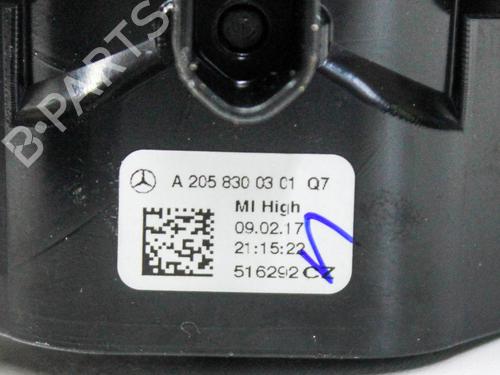 B-PARTS
A 205 830 03 01 Q7
MI High
09.02.17
21:15:22
516292 CZ